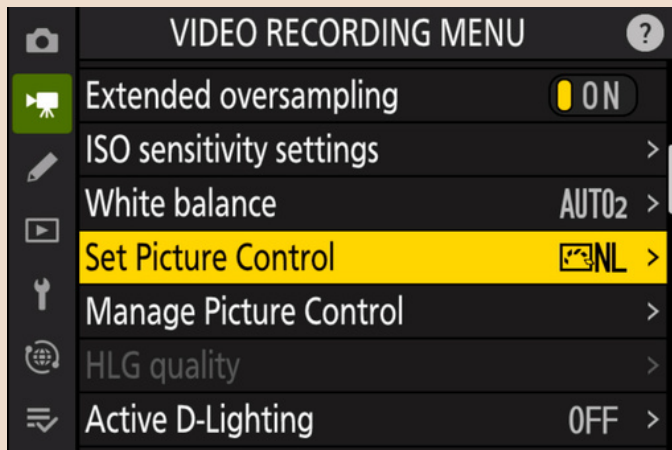 VIDEO RECORDING MENU ?
Extended oversampling ON
ISO sensitivity settings >
White balance AUTO2 >
Set Picture Control NL >
Manage Picture Control >
HLG quality >
Active D-Lighting OFF >